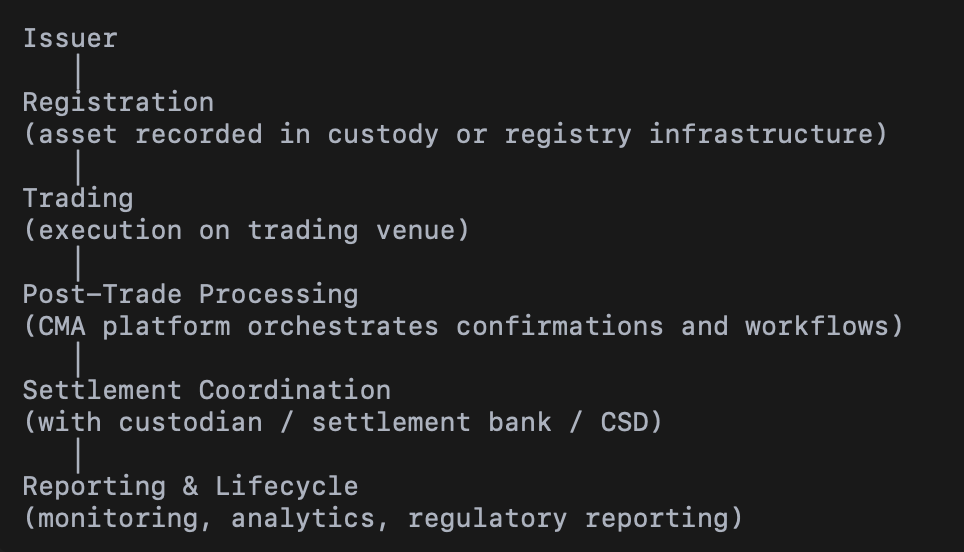 Issuer
Registration
(asset recorded in custody or registry infrastructure)
Trading
(execution on trading venue)
Post-Trade Processing
(CMA platform orchestrates confirmations and workflows)
Settlement Coordination
(with custodian / settlement bank / CSD)
Reporting & Lifecycle
(monitoring, analytics, regulatory reporting)